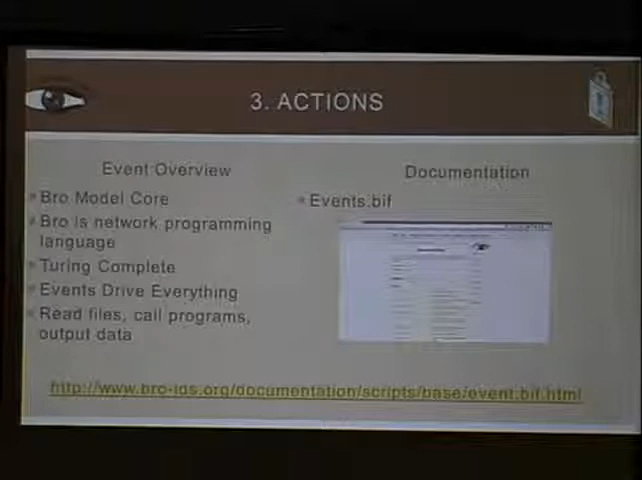 3. ACTIONS
Event Overview
Bro Model Core
Bro is network programming
language
Turing Complete
Events Drive Everything
Read files, call programs,
output data
Documentation
Events.bif
http://www.bro-ids.org/documentation/scripts/base/event.bif.html